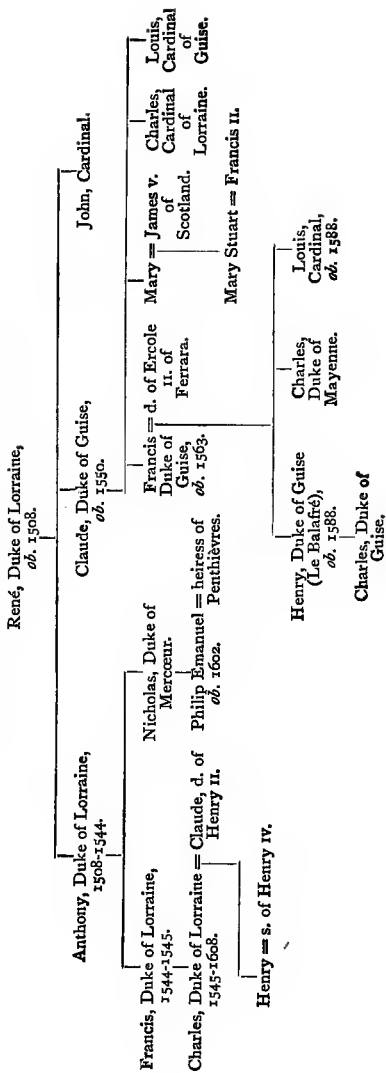 René, Duke of Lorraine,
ob. 1508.
Anthony, Duke of Lorraine,
1508-1544.
Claude, Duke of Guise,
ob. 1550.
John, Cardinal.
Francis, Duke of Lorraine,
1544-1545.
Nicholas, Duke of
Mercœur.
Francis = d. of Ercole
Duke of II. of
Guise, Ferrara.
ob. 1563.
Mary = James V.
of
Scotland.
Charles,
Cardinal
of
Lorraine.
Louis,
Cardinal
of
Guise.
Charles, Duke of Lorraine = Claude, d. of
1545-1608. Henry II.
Philip Emanuel = heiress of
ob. 1602. Penthièvres.
Mary Stuart = Francis II.
Henry = s. of Henry IV.
Henry, Duke of Guise
(Le Balafré),
ob. 1588.
Charles,
Duke of
Mayenne.
Louis,
Cardinal,
ob. 1588.
Charles, Duke of
Guise.